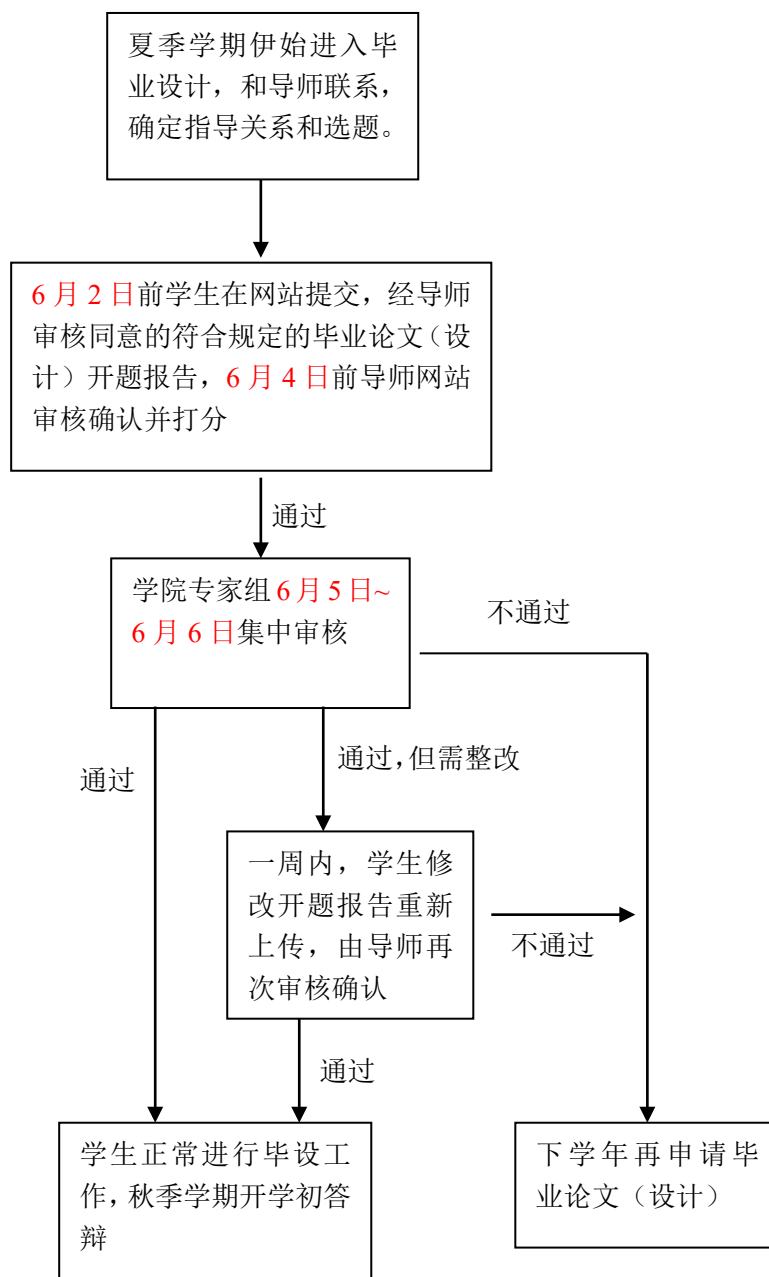 夏季学期伊始进入毕
业设计，和导师联系，
确定指导关系和选题。
6 月 2 日前学生在网站提交，经导师
审核同意的符合规定的毕业论文（设
计）开题报告，6 月 4 日前导师网站
审核确认并打分
通过
学院专家组 6 月 5 日~
6 月 6 日集中审核
不通过
通过，但需整改
通过
一周内，学生修
改开题报告重新
上传，由导师再
次审核确认
不通过
通过
学生正常进行毕设工
作，秋季学期开学初答
辩
下学年再申请毕
业论文（设计）